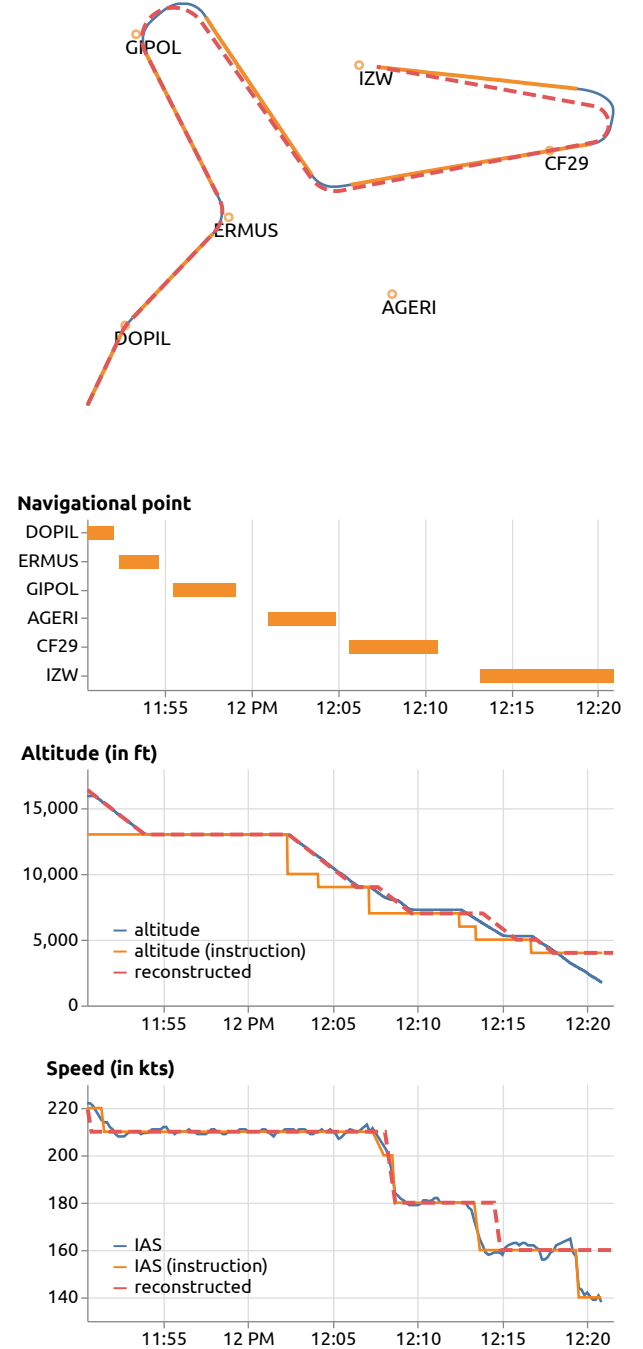 GIPOL
IZW
CF29
ERMUS
AGERI
DOPIL
Navigational point
DOPIL
ERMUS
GIPOL
AGERI
CF29
IZW
11:55 12 PM 12:05 12:10 12:15 12:20
Altitude (in ft)
15,000
10,000
5,000
altitude
altitude (instruction)
reconstructed
0
11:55 12 PM 12:05 12:10 12:15 12:20
Speed (in kts)
220
200
180
160
IAS
IAS (instruction)
reconstructed
140
11:55 12 PM 12:05 12:10 12:15 12:20